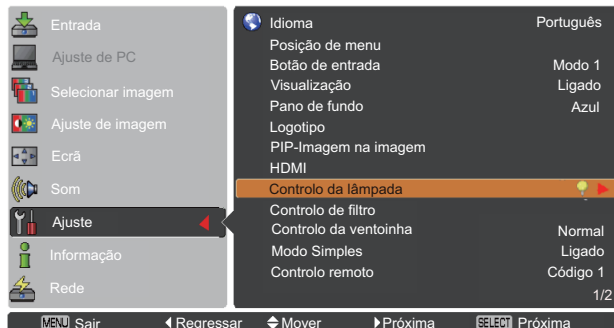 Entrada
Ajuste de PC
Selecionar imagem
Ajuste de imagem
Ecrã
Som
Ajuste
Informação
Rede
Idioma Português
Posição de menu
Botão de entrada Modo 1
Visualização Ligado
Pano de fundo Azul
Logotipo
PIP-Imagem na imagem
HDMI
Controlo da lâmpada
Controlo de filtro
Controlo da ventoinha Normal
Modo Simples Ligado
Controlo remoto Código 1
1/2
MENU Sair Regressar Mover Próxima SELECT Próxima